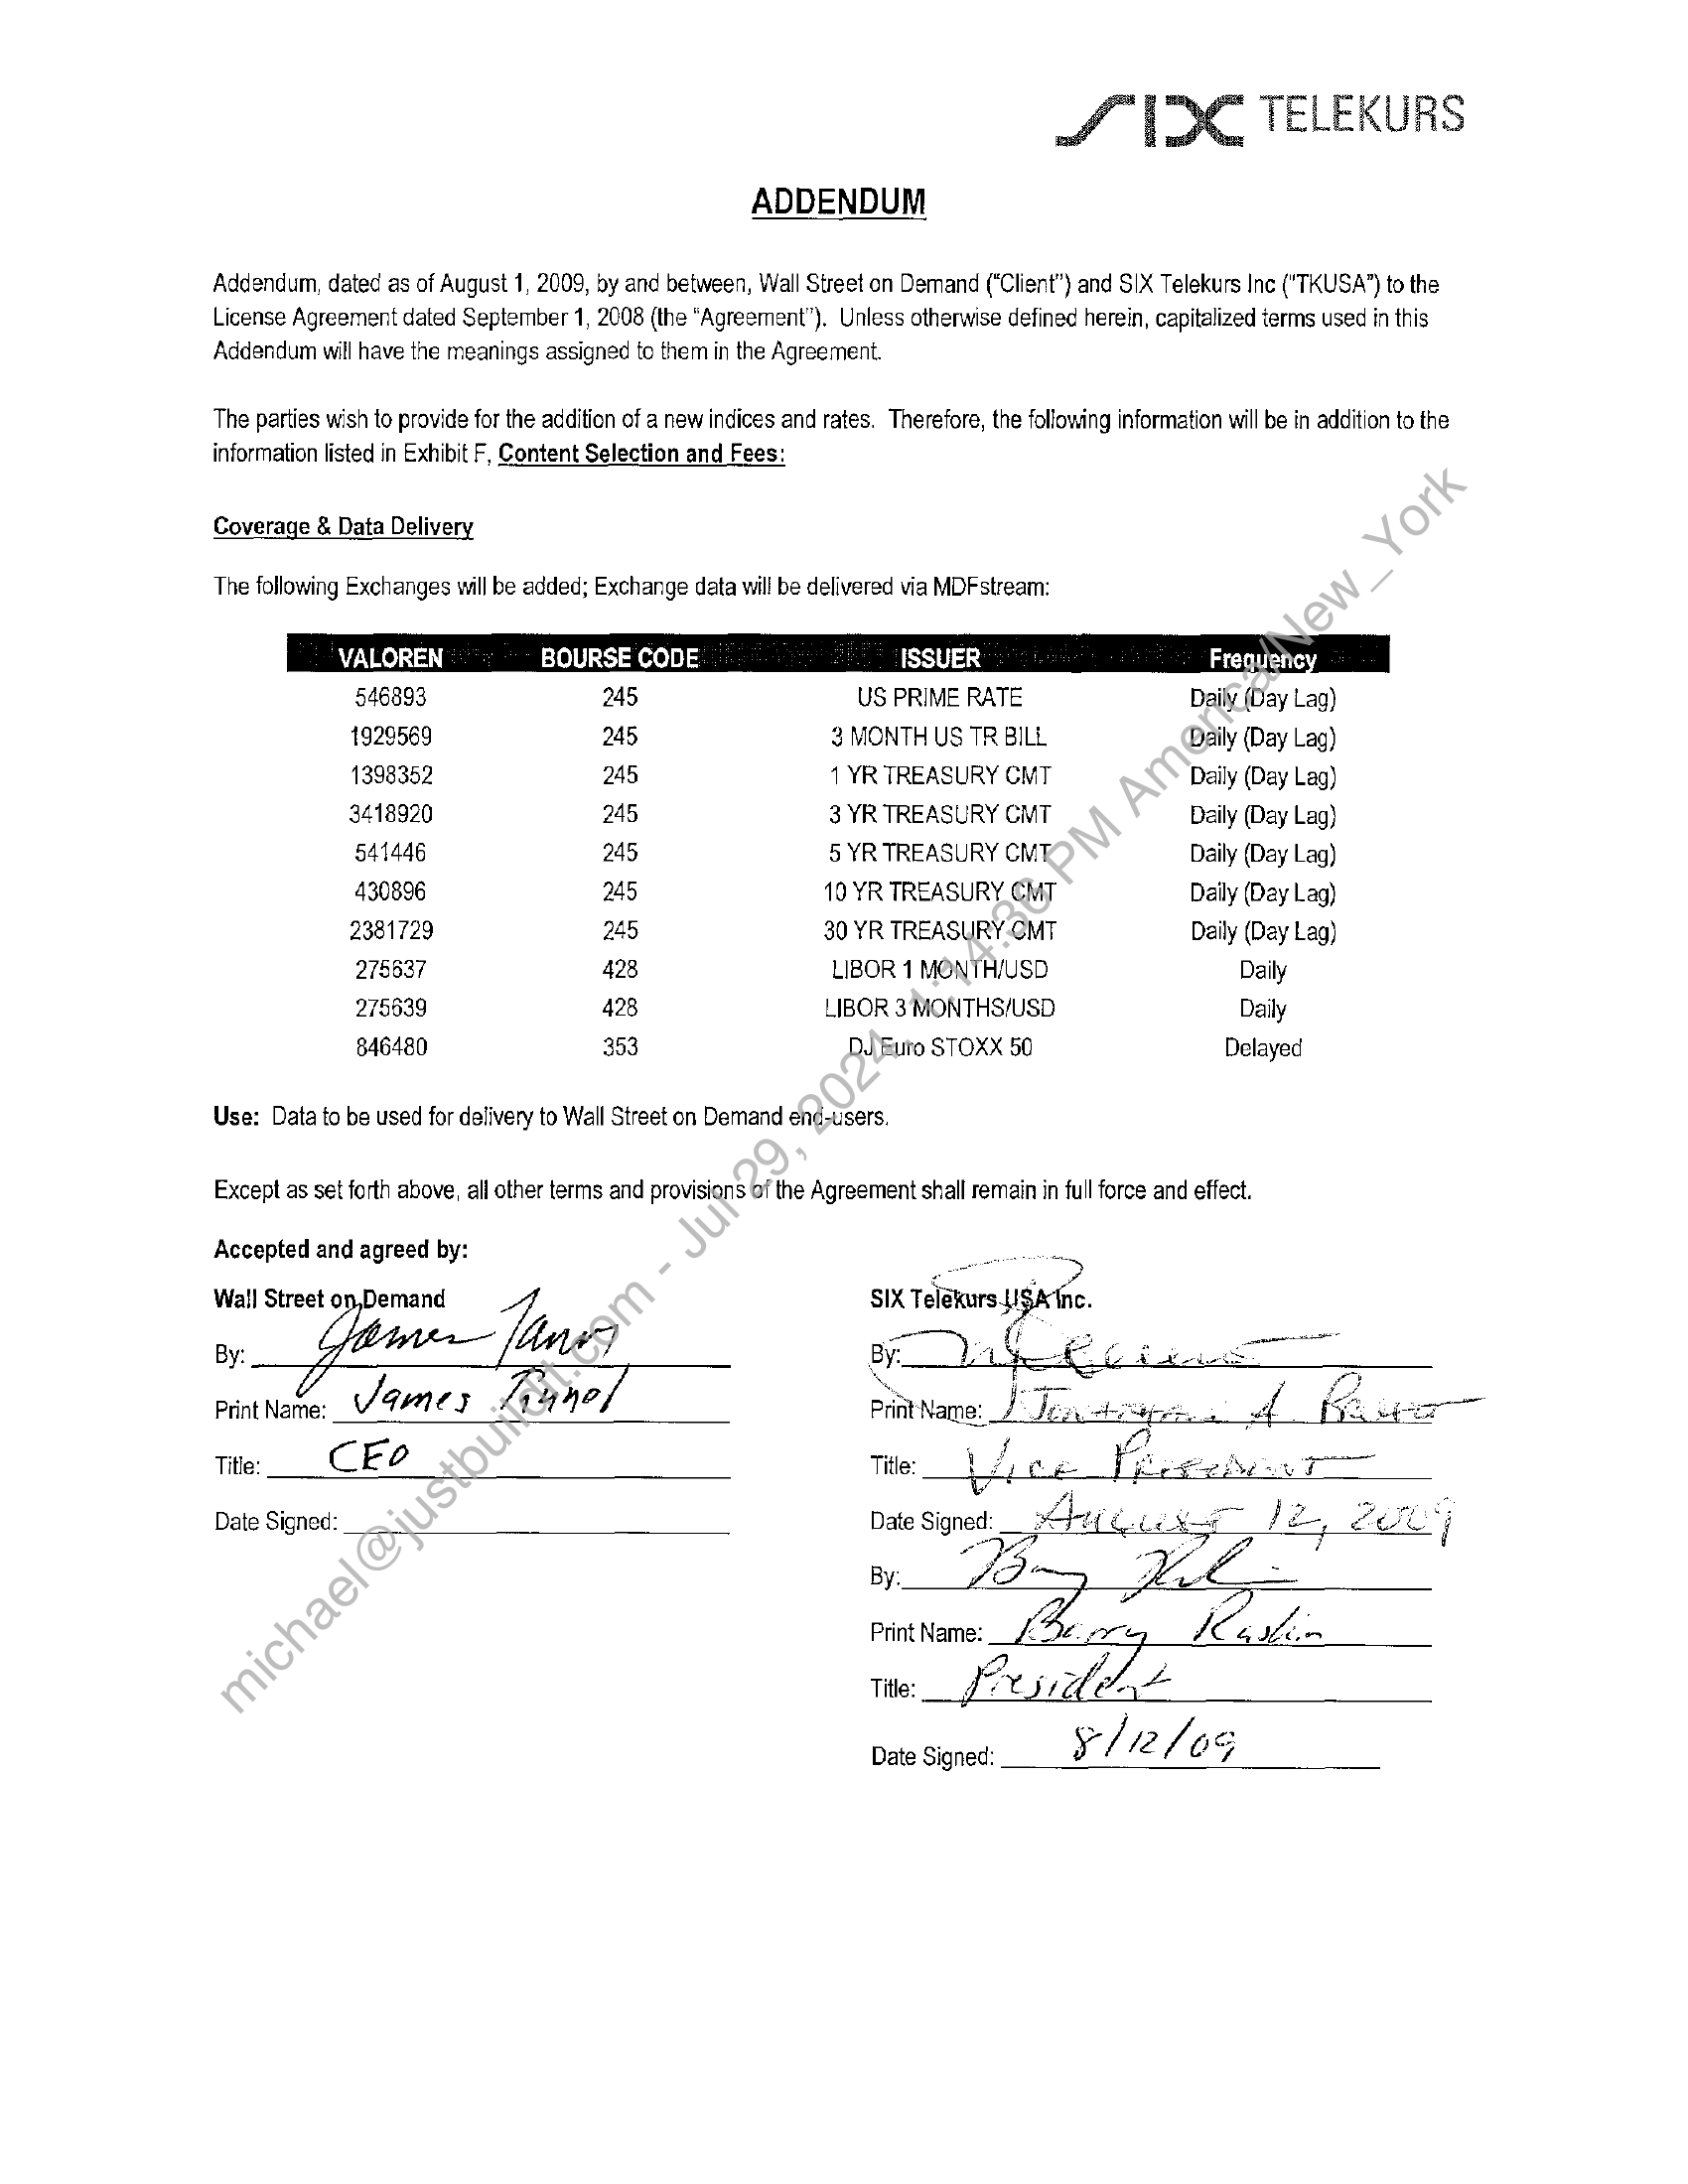 SIX TELEKURS
ADDENDUM
Addendum, dated as of August 1, 2009, by and between, Wall Street on Demand ("Client") and SIX Telekurs Inc ("TKUSA") to the
License Agreement dated September 1, 2008 (the "Agreement"). Unless otherwise defined herein, capitalized terms used in this
Addendum will have the meanings assigned to them in the Agreement.
The parties wish to provide for the addition of a new indices and rates. Therefore, the following information will be in addition to the
information listed in Exhibit F, Content Selection and Fees:
Coverage & Data Delivery
The following Exchanges will be added; Exchange data will be delivered via MDFstream:
VALOREN BOURSE CODE ISSUER Frequency
546893 245 US PRIME RATE Daily (Day Lag)
1929569 245 3 MONTH US TR BILL Daily (Day Lag)
1398352 245 1 YR TREASURY CMT Daily (Day Lag)
3418920 245 3 YR TREASURY CMT Daily (Day Lag)
541446 245 5 YR TREASURY CMT Daily (Day Lag)
430896 245 10 YR TREASURY CMT Daily (Day Lag)
2381729 245 30 YR TREASURY CMT Daily (Day Lag)
275637 428 LIBOR 1 MONTH/USD Daily
275639 428 LIBOR 3 MONTHS/USD Daily
846480 353 DJ Euro STOXX 50 Delayed
Use: Data to be used for delivery to Wall Street on Demand end-users.
Except as set forth above, all other terms and provisions of the Agreement shall remain in full force and effect.
Accepted and agreed by:
Wall Street on Demand
By:
Print Name: James
Title: CEO
Date Signed:
SIX Telekurs USA Inc.
By:
Print Name: A.
Title: Vice President
Date Signed: August 12, 2009
By:
Print Name: Barry Raskin
Title: President
Date Signed: 8/12/09
michael@justbuildit.com - Jul 29, 2024, 1:14:36 PM America/New_York